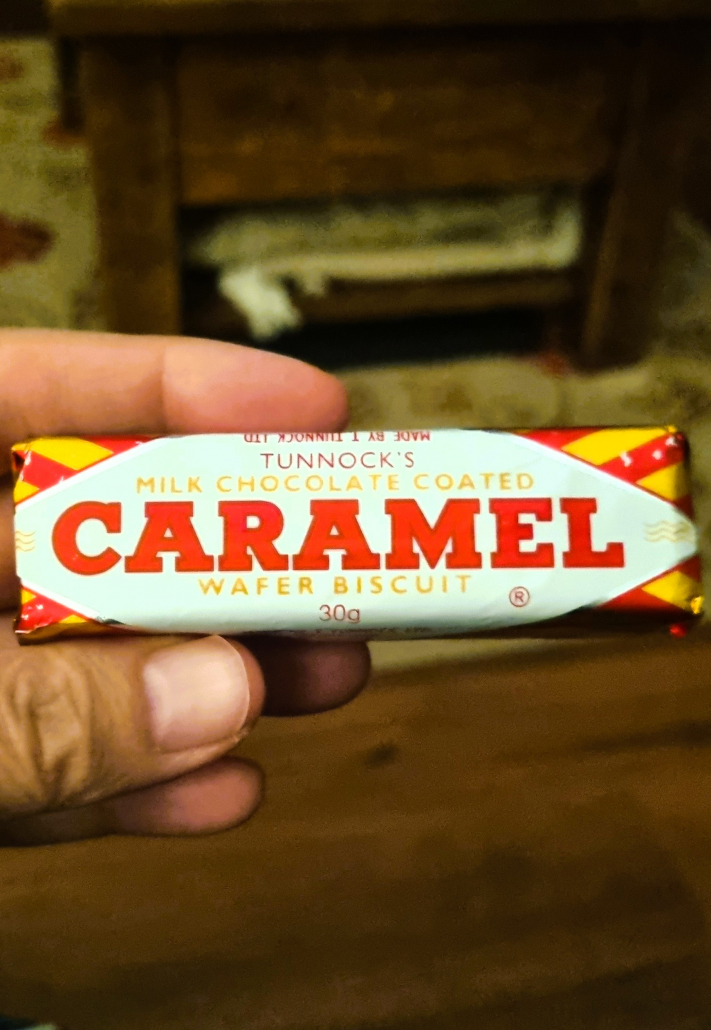 MADE BY T. TUNNOCK LTD
TUNNOCK'S
MILK CHOCOLATE COATED
CARAMEL
WAFER BISCUIT
®
30g